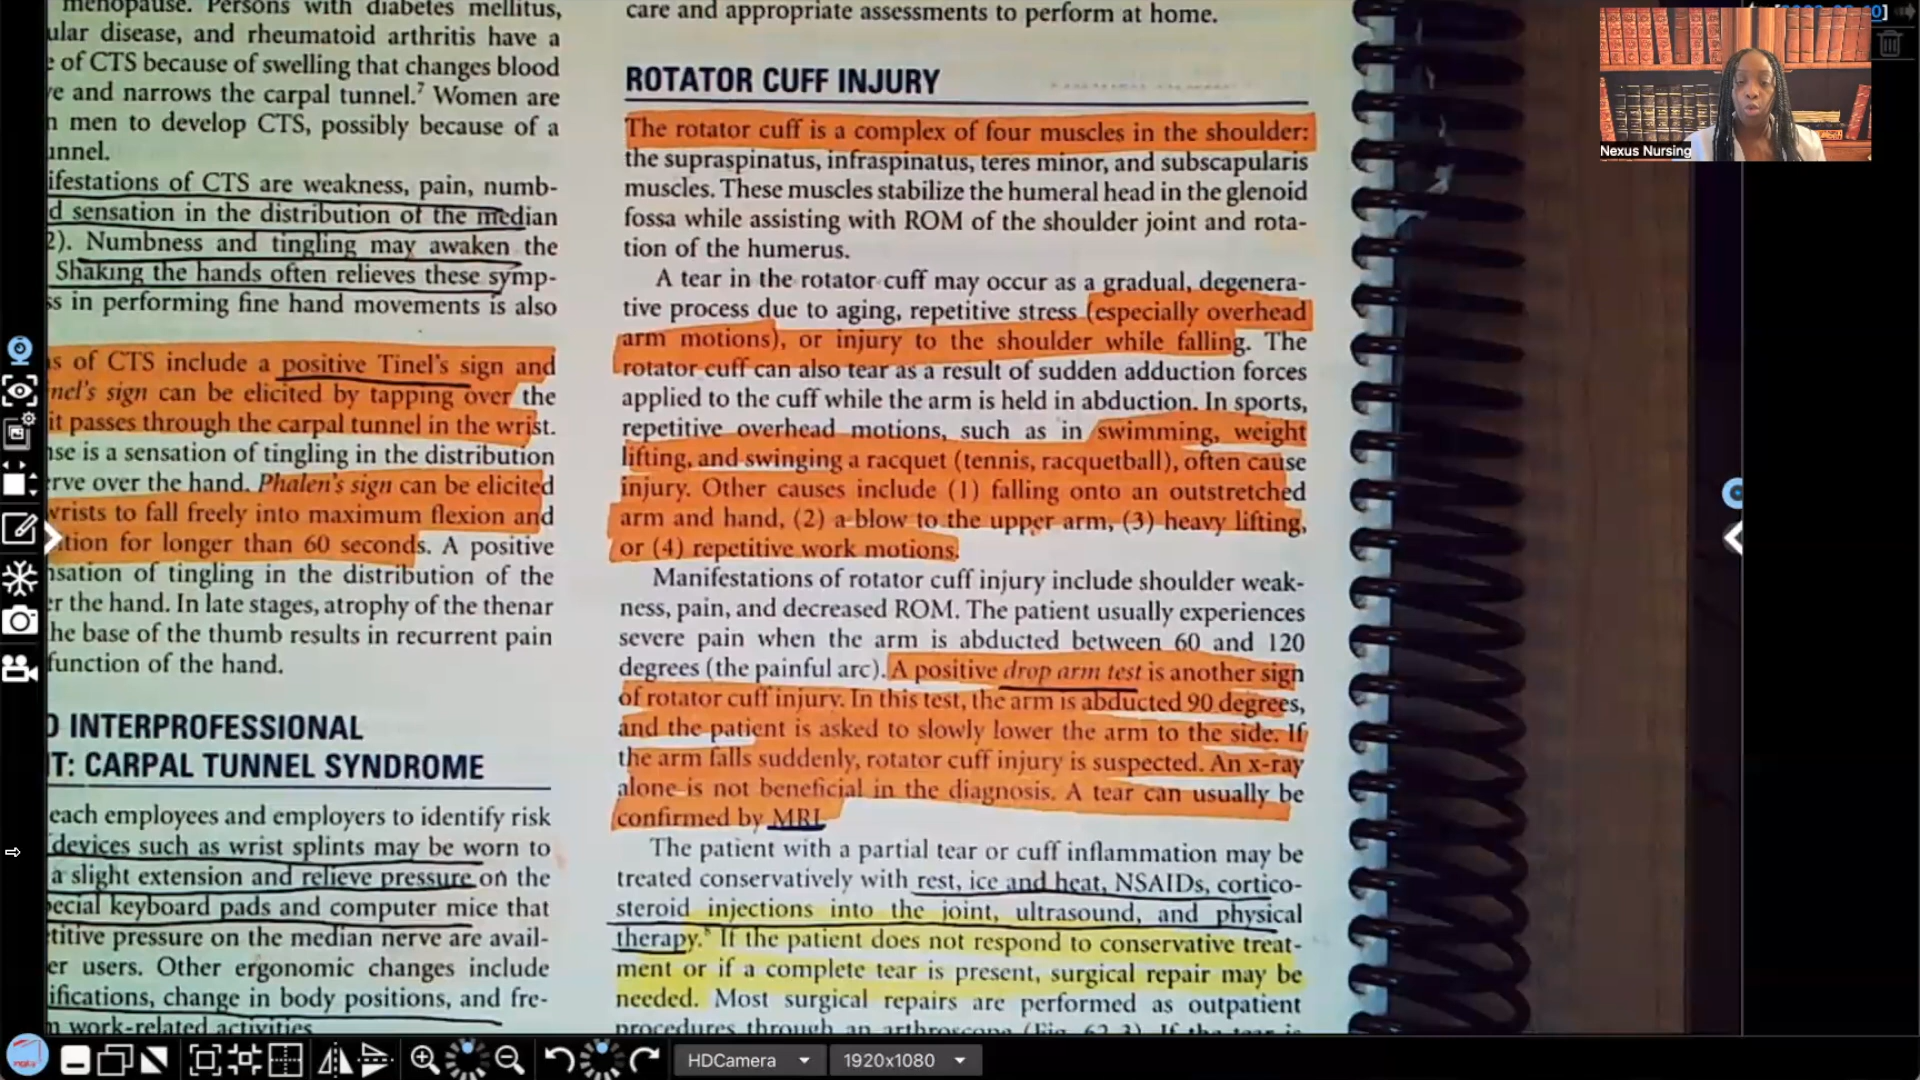 menopause. Persons with diabetes mellitus,
ular disease, and rheumatoid arthritis have a
e of CTS because of swelling that changes blood
e and narrows the carpal tunnel.7 Women are
n men to develop CTS, possibly because of a
unnel.
ifestations of CTS are weakness, pain, numb-
d sensation in the distribution of the median
2). Numbness and tingling may awaken the
Shaking the hands often relieves these symp-
ss in performing fine hand movements is also
s of CTS include a positive Tinel's sign and
nel's sign can be elicited by tapping over the
it passes through the carpal tunnel in the wrist.
nse is a sensation of tingling in the distribution
rve over the hand. Phalen's sign can be elicited
wrists to fall freely into maximum flexion and
ition for longer than 60 seconds. A positive
nsation of tingling in the distribution of the
er the hand. In late stages, atrophy of the thenar
he base of the thumb results in recurrent pain
function of the hand.
D INTERPROFESSIONAL
T: CARPAL TUNNEL SYNDROME
each employees and employers to identify risk
devices such as wrist splints may be worn to
a slight extension and relieve pressure on the
pecial keyboard pads and computer mice that
titive pressure on the median nerve are avail-
er users. Other ergonomic changes include
ifications, change in body positions, and fre-
n work-related activities
care and appropriate assessments to perform at home.
ROTATOR CUFF INJURY
The rotator cuff is a complex of four muscles in the shoulder:
the supraspinatus, infraspinatus, teres minor, and subscapularis
muscles. These muscles stabilize the humeral head in the glenoid
fossa while assisting with ROM of the shoulder joint and rota-
tion of the humerus.
A tear in the rotator cuff may occur as a gradual, degenera-
tive process due to aging, repetitive stress (especially overhead
arm motions), or injury to the shoulder while falling. The
rotator cuff can also tear as a result of sudden adduction forces
applied to the cuff while the arm is held in abduction. In sports,
repetitive overhead motions, such as in swimming, weight
lifting, and swinging a racquet (tennis, racquetball), often cause
injury. Other causes include (1) falling onto an outstretched
arm and hand, (2) a blow to the upper arm, (3) heavy lifting,
or (4) repetitive work motions.
Manifestations of rotator cuff injury include shoulder weak-
ness, pain, and decreased ROM. The patient usually experiences
severe pain when the arm is abducted between 60 and 120
degrees (the painful arc). A positive drop arm test is another sign
of rotator cuff injury. In this test, the arm is abducted 90 degrees,
and the patient is asked to slowly lower the arm to the side. If
the arm falls suddenly, rotator cuff injury is suspected. An x-ray
alone is not beneficial in the diagnosis. A tear can usually be
confirmed by MRI.
The patient with a partial tear or cuff inflammation may be
treated conservatively with rest, ice and heat, NSAIDs, cortico-
steroid injections into the joint, ultrasound, and physical
therapy.8 If the patient does not respond to conservative treat-
ment or if a complete tear is present, surgical repair may be
needed. Most surgical repairs are performed as outpatient
procedures through an arthroscope (Fig. 62.3). If the tear is
Nexus Nursing
HDCamera
1920x1080